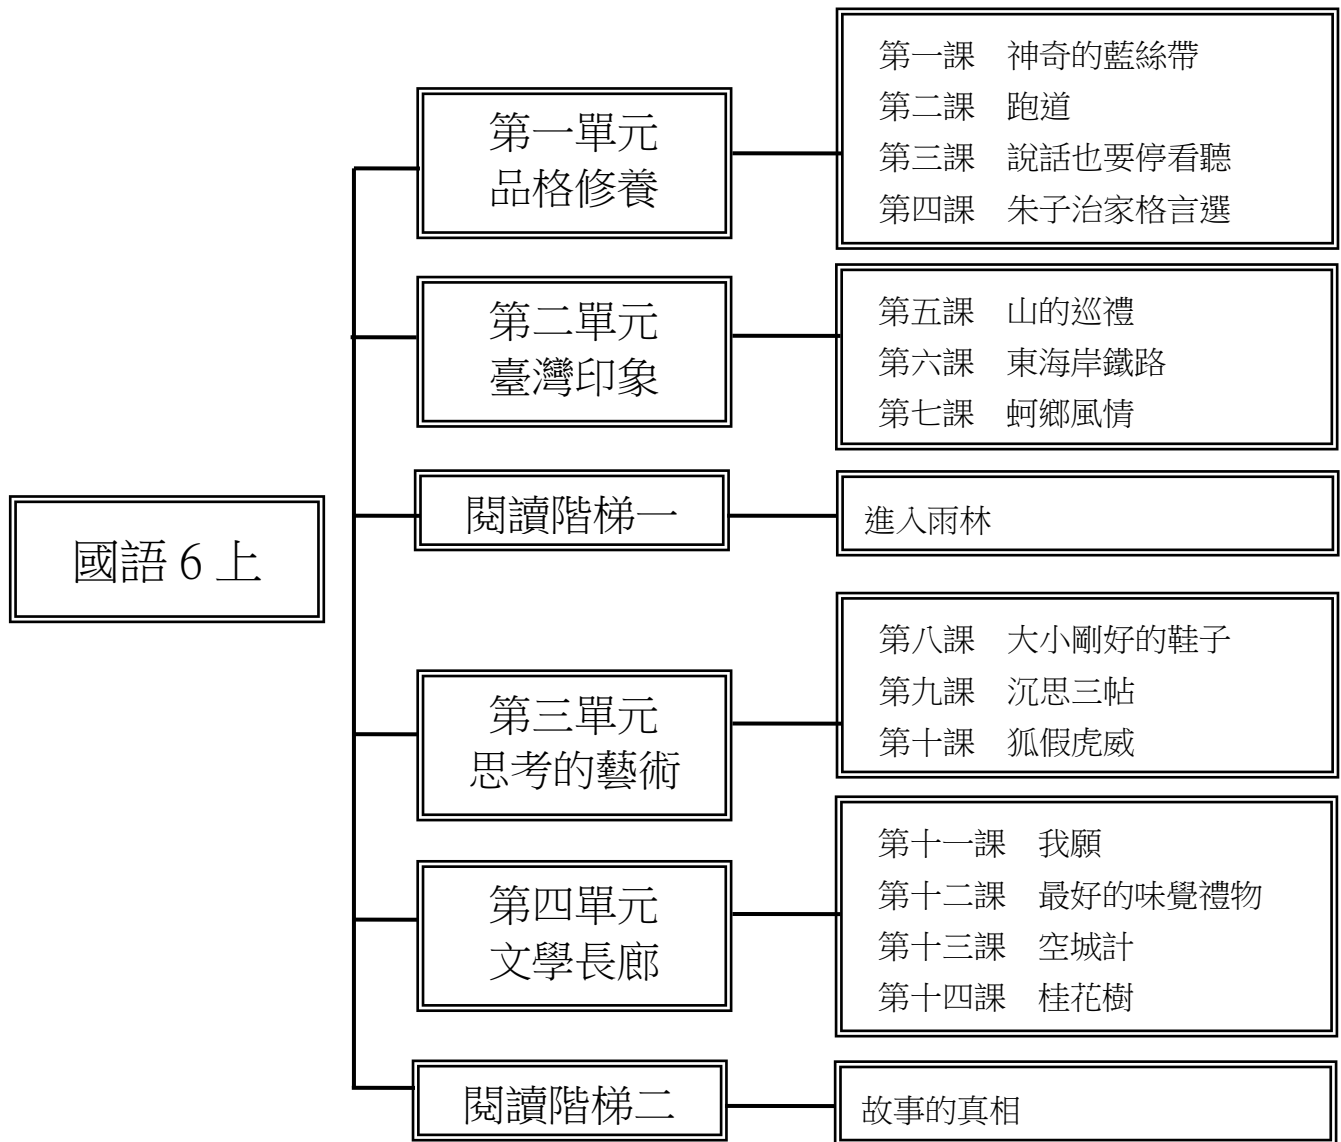 國語 6 上
第一單元
品格修養
第一課 神奇的藍絲帶
第二課 跑道
第三課 說話也要停看聽
第四課 朱子治家格言選
第二單元
臺灣印象
第五課 山的巡禮
第六課 東海岸鐵路
第七課 蚵鄉風情
閱讀階梯一
進入雨林
第三單元
思考的藝術
第八課 大小剛好的鞋子
第九課 沉思三帖
第十課 狐假虎威
第四單元
文學長廊
第十一課 我願
第十二課 最好的味覺禮物
第十三課 空城計
第十四課 桂花樹
閱讀階梯二
故事的真相